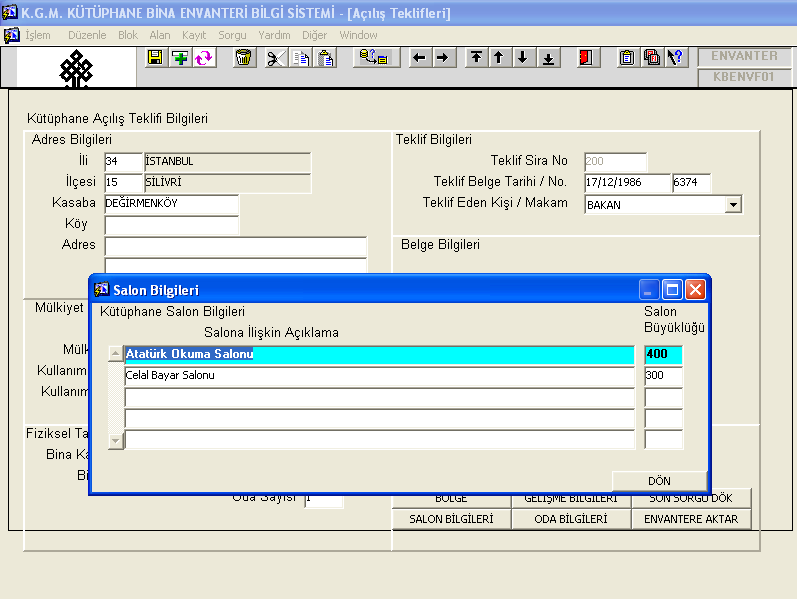 K.G.M. KÜTÜPHANE BİNA ENVANTERİ BİLGİ SİSTEMİ - [Açılış Teklifleri]
İşlem Düzenle Blok Alan Kayıt Sorgu Yardım Diğer Window
ENVANTER
KBENVF01
Kütüphane Açılış Teklifi Bilgileri
Adres Bilgileri
İli 34 İSTANBUL
İlçesi 15 SİLİVRİ
Kasaba DEĞİRMENKÖY
Köy
Adres
Teklif Bilgileri
Teklif Sira No 200
Teklif Belge Tarihi / No. 17/12/1986 6374
Teklif Eden Kişi / Makam BAKAN
Belge Bilgileri
Mülkiyet
Mülk
Kullanım
Kullanım
Fiziksel Ta
Bina Ka
Bi
Salon Bilgileri
Kütüphane Salon Bilgileri
Salona İlişkin Açıklama
Salon
Büyüklüğü
Atatürk Okuma Salonu 400
Celal Bayar Salonu 300
DÖN
Oda Sayısı 1
BÖLGE GELİŞME BİLGİLERİ SON SORGU DÖK
SALON BİLGİLERİ ODA BİLGİLERİ ENVANTERE AKTAR